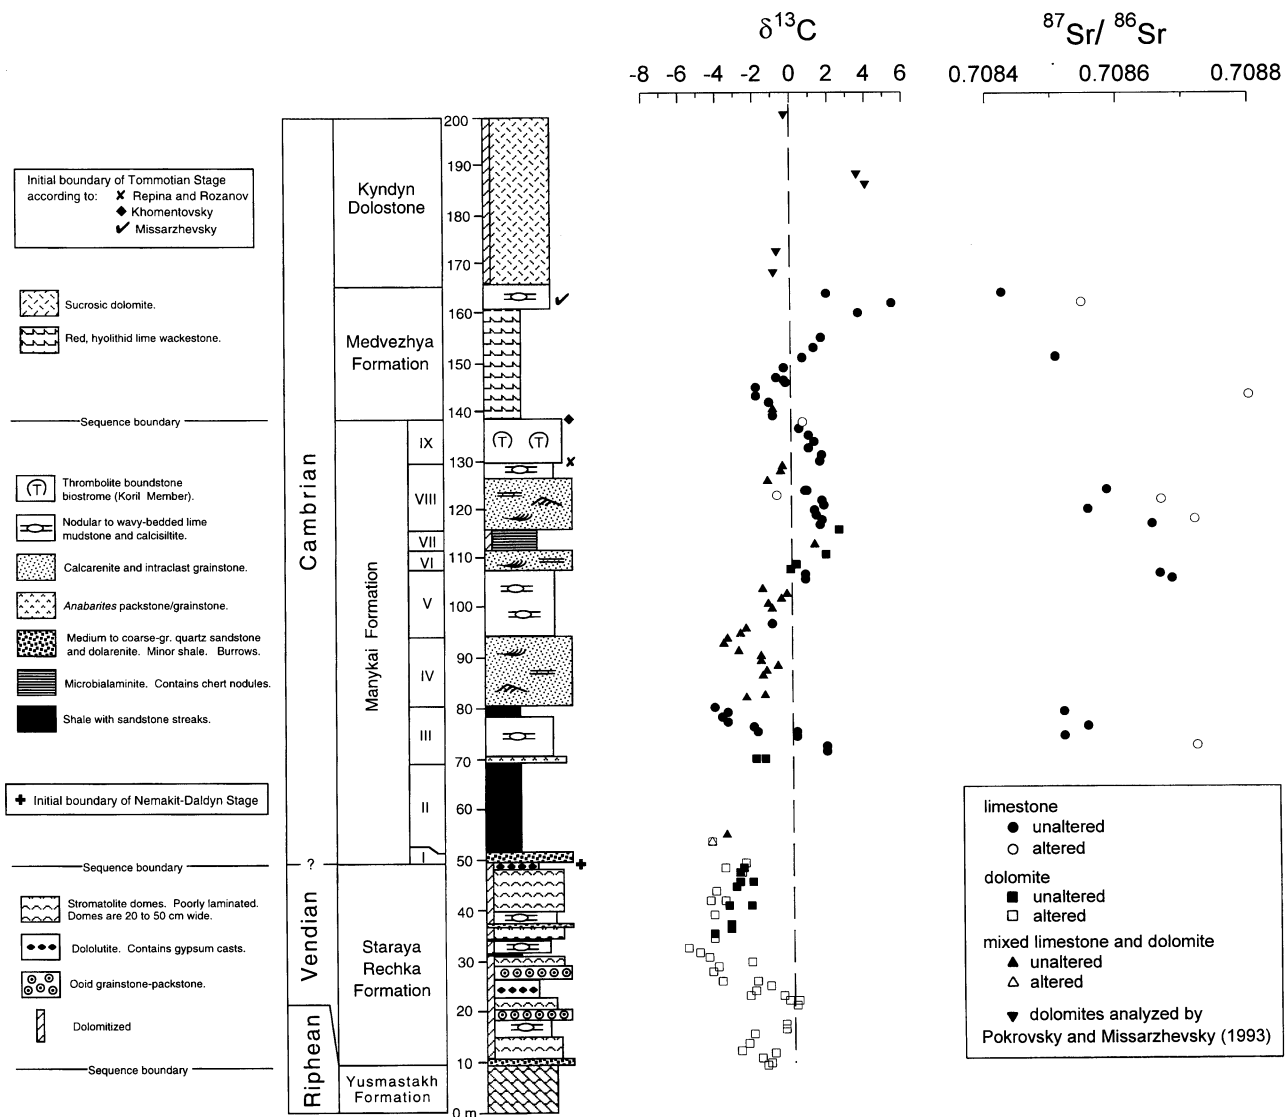 δ13C
87Sr/ 86Sr
-8 -6 -4 -2 0 2 4 6
0.7084 0.7086 0.7088
Initial boundary of Tommotian Stage
according to: ✘ Repina and Rozanov
◆ Khomentovsky
✔ Missarzhevsky
Sucrosic dolomite.
Red, hyolithid lime wackestone.
Sequence boundary
Thrombolite boundstone
biostrome (Koril Member).
Nodular to wavy-bedded lime
mudstone and calcisiltite.
Calcarenite and intraclast grainstone.
Anabarites packstone/grainstone.
Medium to coarse-gr. quartz sandstone
and dolarenite. Minor shale. Burrows.
Microbialaminite. Contains chert nodules.
Shale with sandstone streaks.
✚ Initial boundary of Nemakit-Daldyn Stage
Sequence boundary
Stromatolite domes. Poorly laminated.
Domes are 20 to 50 cm wide.
Dololutite. Contains gypsum casts.
Ooid grainstone-packstone.
Dolomitized
Sequence boundary
Cambrian
?
Vendian
Riphean
Kyndyn
Dolostone
Medvezhya
Formation
Manykai Formation
Staraya
Rechka
Formation
Yusmastakh
Formation
IX
VIII
VII
VI
V
IV
III
II
I
200
190
180
170
160
150
140
130
120
110
100
90
80
70
60
50
40
30
20
10
0 m
T T
T
limestone
unaltered
altered
dolomite
unaltered
altered
mixed limestone and dolomite
unaltered
altered
dolomites analyzed by
Pokrovsky and Missarzhevsky (1993)